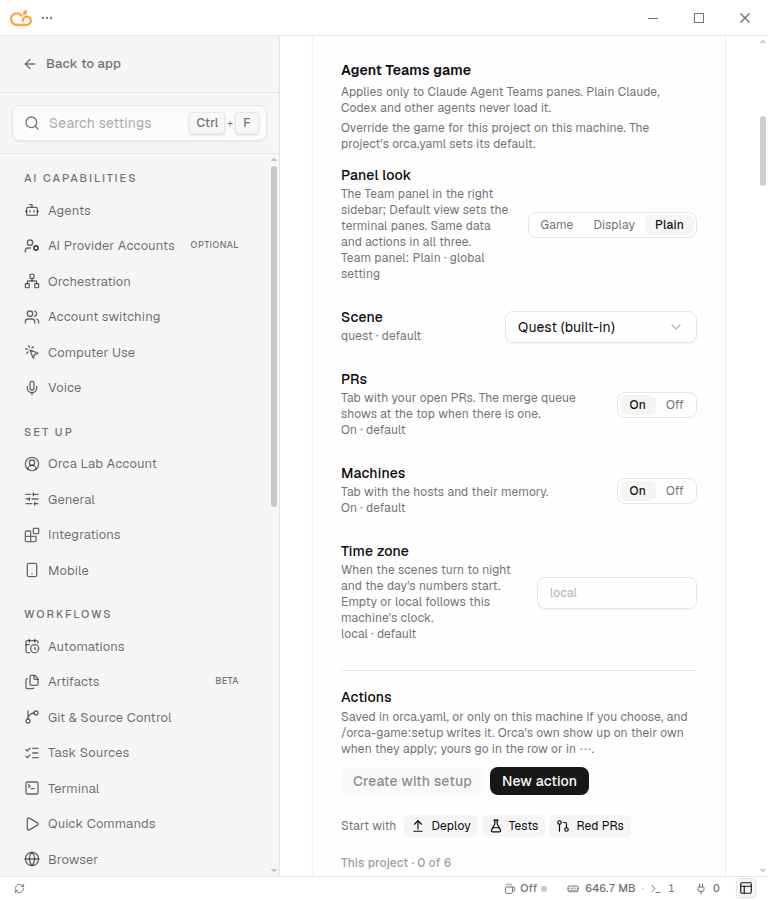 Back to app
Search settings
Ctrl + F
AI CAPABILITIES
Agents
AI Provider Accounts OPTIONAL
Orchestration
Account switching
Computer Use
Voice
SET UP
Orca Lab Account
General
Integrations
Mobile
WORKFLOWS
Automations
Artifacts BETA
Git & Source Control
Task Sources
Terminal
Quick Commands
Browser
Agent Teams game
Applies only to Claude Agent Teams panes. Plain Claude,
Codex and other agents never load it.
Override the game for this project on this machine. The
project's orca.yaml sets its default.
Panel look
The Team panel in the right
sidebar; Default view sets the
terminal panes. Same data
and actions in all three.
Team panel: Plain · global
setting
Game Display Plain
Scene
quest · default
Quest (built-in)
PRs
Tab with your open PRs. The merge queue
shows at the top when there is one.
On · default
On Off
Machines
Tab with the hosts and their memory.
On · default
On Off
Time zone
When the scenes turn to night
and the day's numbers start.
Empty or local follows this
machine's clock.
local · default
local
Actions
Saved in orca.yaml, or only on this machine if you choose, and
/orca-game:setup writes it. Orca's own show up on their own
when they apply; yours go in the row or in ···.
Create with setup New action
Start with Deploy Tests Red PRs
This project · 0 of 6
Off 646.7 MB · 1 0